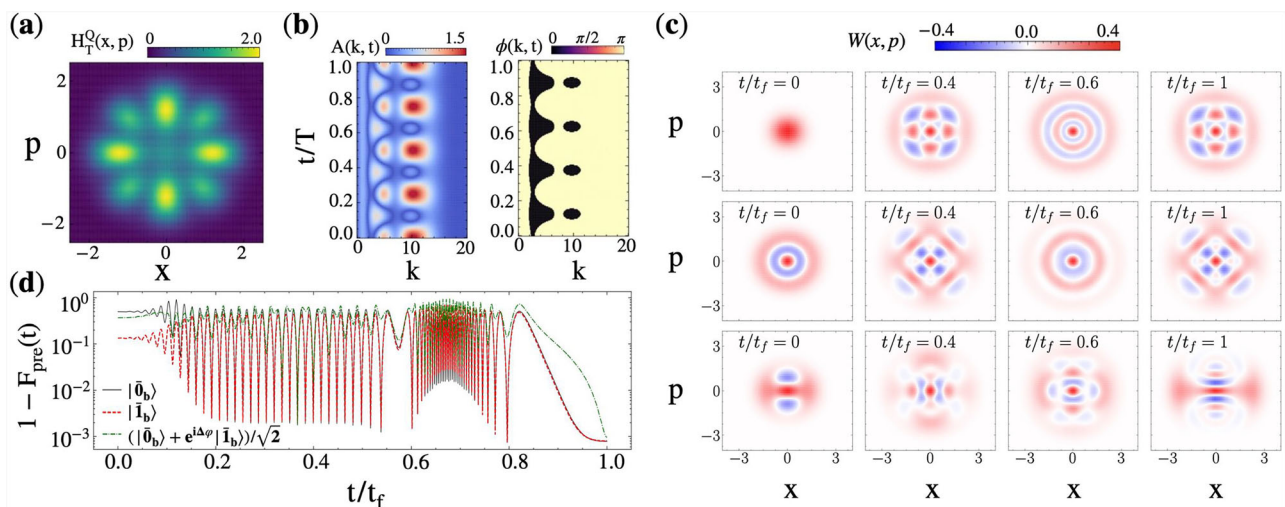 (a)
H_T^Q(x, p)
0 2.0
2
p
0
−2
−2 0 2
x
(b)
A(k, t)
0 1.5
ϕ(k, t)
0 π/2 π
t/T
1.0
0.8
0.6
0.4
0.2
0.0
0 10 20
k
0 10 20
k
(c)
W(x, p)
−0.4 0.0 0.4
t/t_f = 0 t/t_f = 0.4 t/t_f = 0.6 t/t_f = 1
p
3
0
−3
t/t_f = 0 t/t_f = 0.4 t/t_f = 0.6 t/t_f = 1
p
3
0
−3
t/t_f = 0 t/t_f = 0.4 t/t_f = 0.6 t/t_f = 1
p
3
0
−3
−3 0 3 −3 0 3 −3 0 3 −3 0 3
x x x x
(d)
1 − F_pre(t)
10^0
10^−1
10^−2
10^−3
|0̄_b⟩
|1̄_b⟩
(|0̄_b⟩ + e^{iΔφ}|1̄_b⟩)/√2
0.0 0.2 0.4 0.6 0.8 1.0
t/t_f